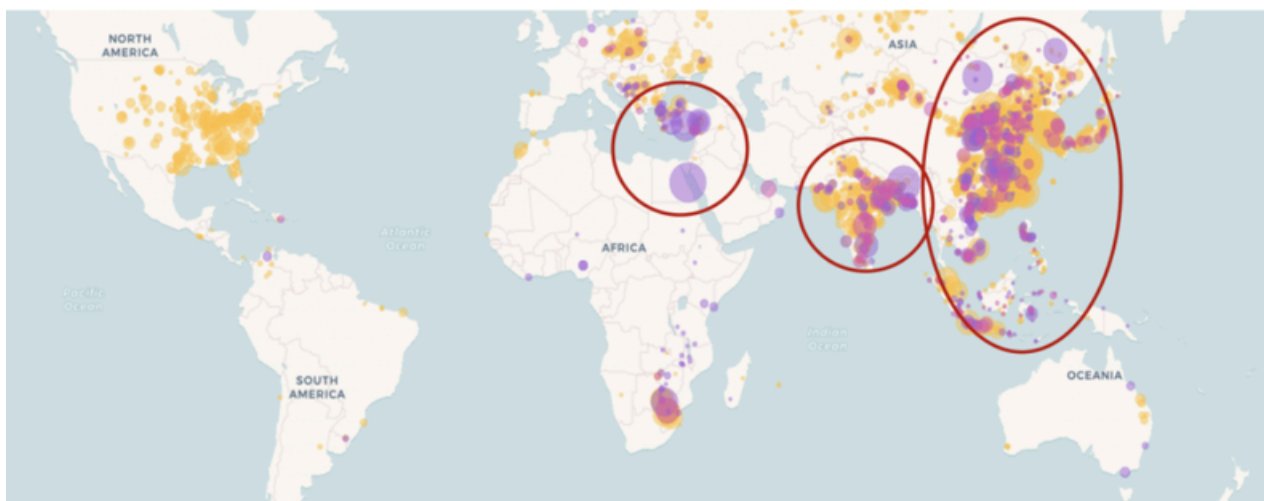 NORTH
AMERICA
ASIA
Atlantic
Ocean
AFRICA
Pacific
Ocean
Indian
Ocean
SOUTH
AMERICA
OCEANIA